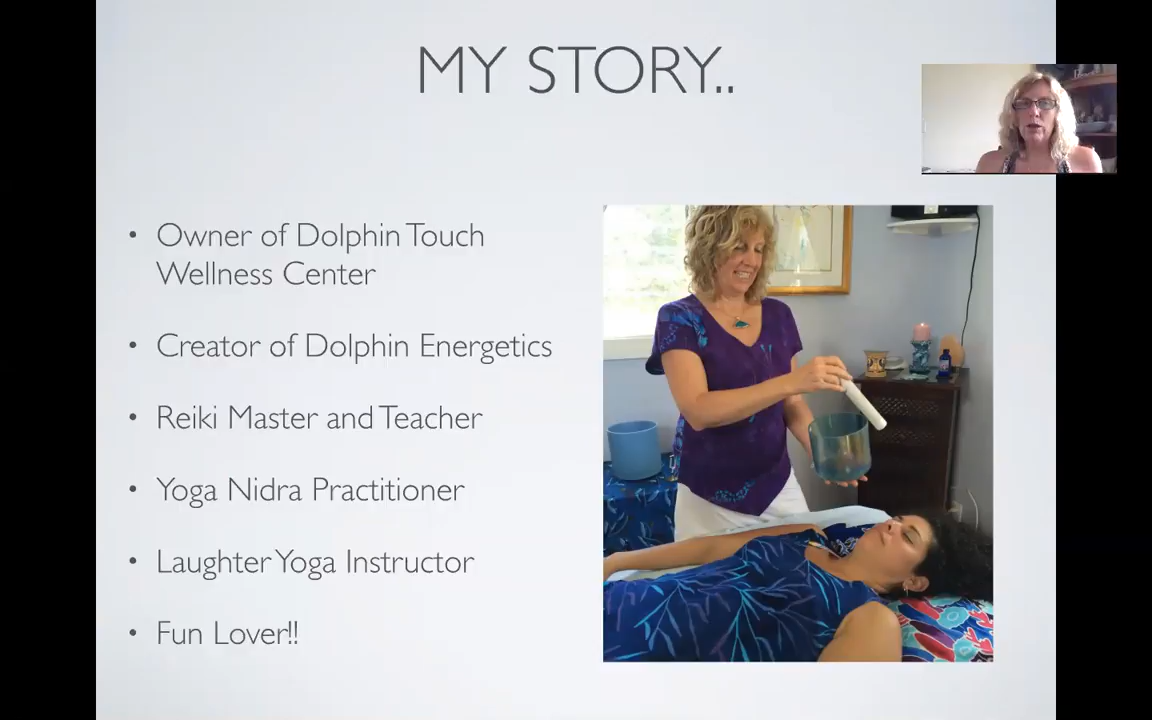 MY STORY..
• Owner of Dolphin Touch
Wellness Center
• Creator of Dolphin Energetics
• Reiki Master and Teacher
• Yoga Nidra Practitioner
• Laughter Yoga Instructor
• Fun Lover!!